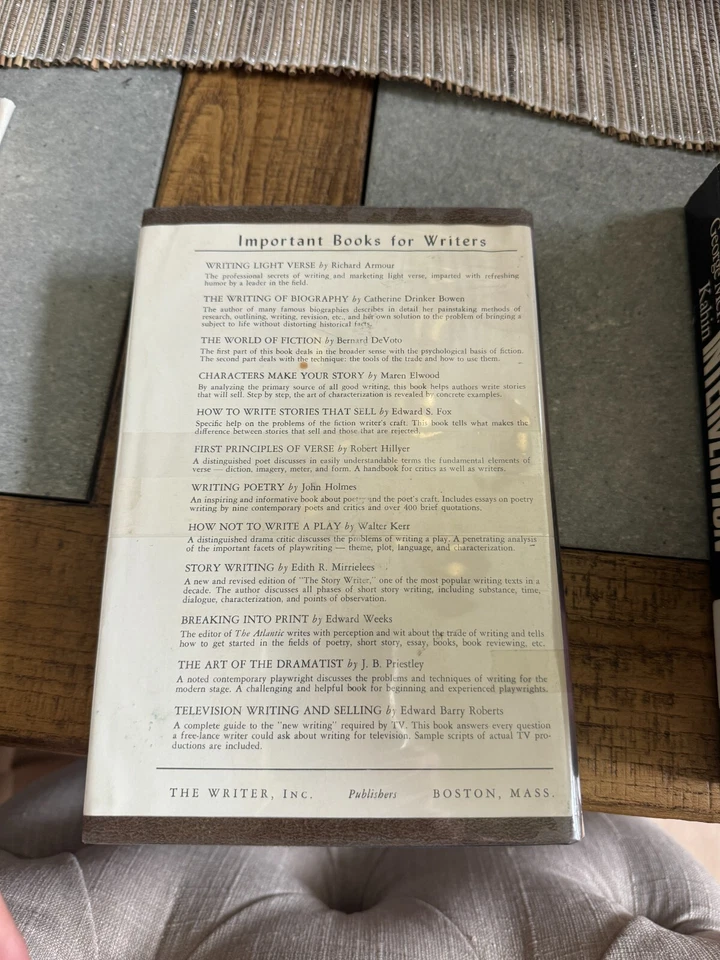 Important Books for Writers
WRITING LIGHT VERSE by Richard Armour
The professional secrets of writing and marketing light verse, imparted with refreshing
humor by a leader in the field.
THE WRITING OF BIOGRAPHY by Catherine Drinker Bowen
The author of many famous biographies describes in detail her painstaking methods of
research, outlining, writing, revision, etc., and her own solution to the problem of bringing a
subject to life without distorting historical facts.
THE WORLD OF FICTION by Bernard DeVoto
The first part of this book deals in the broader sense with the psychological basis of fiction.
The second part deals with the technique: the tools of the trade and how to use them.
CHARACTERS MAKE YOUR STORY by Maren Elwood
By analyzing the primary source of all good writing, this book helps authors write stories
that will sell. Step by step, the art of characterization is revealed by concrete examples.
HOW TO WRITE STORIES THAT SELL by Edward S. Fox
Specific help on the problems of the fiction writer's craft. This book tells what makes the
difference between stories that sell and those that are rejected.
FIRST PRINCIPLES OF VERSE by Robert Hillyer
A distinguished poet discusses in easily understandable terms the fundamental elements of
verse — diction, imagery, meter, and form. A handbook for critics as well as writers.
WRITING POETRY by John Holmes
An inspiring and informative book about poetry and the poet's craft. Includes essays on poetry
writing by nine contemporary poets and critics and over 400 brief quotations.
HOW NOT TO WRITE A PLAY by Walter Kerr
A distinguished drama critic discusses the problems of writing a play. A penetrating analysis
of the important facets of playwriting — theme, plot, language, and characterization.
STORY WRITING by Edith R. Mirrielees
A new and revised edition of "The Story Writer," one of the most popular writing texts in a
decade. The author discusses all phases of short story writing, including substance, time,
dialogue, characterization, and points of observation.
BREAKING INTO PRINT by Edward Weeks
The editor of The Atlantic writes with perception and wit about the trade of writing and tells
how to get started in the fields of poetry, short story, essay, books, book reviewing, etc.
THE ART OF THE DRAMATIST by J. B. Priestley
A noted contemporary playwright discusses the problems and techniques of writing for the
modern stage. A challenging and helpful book for beginning and experienced playwrights.
TELEVISION WRITING AND SELLING by Edward Barry Roberts
A complete guide to the "new writing" required by TV. This book answers every question
a free-lance writer could ask about writing for television. Sample scripts of actual TV pro-
ductions are included.
THE WRITER, INC. Publishers BOSTON, MASS.
Kahin